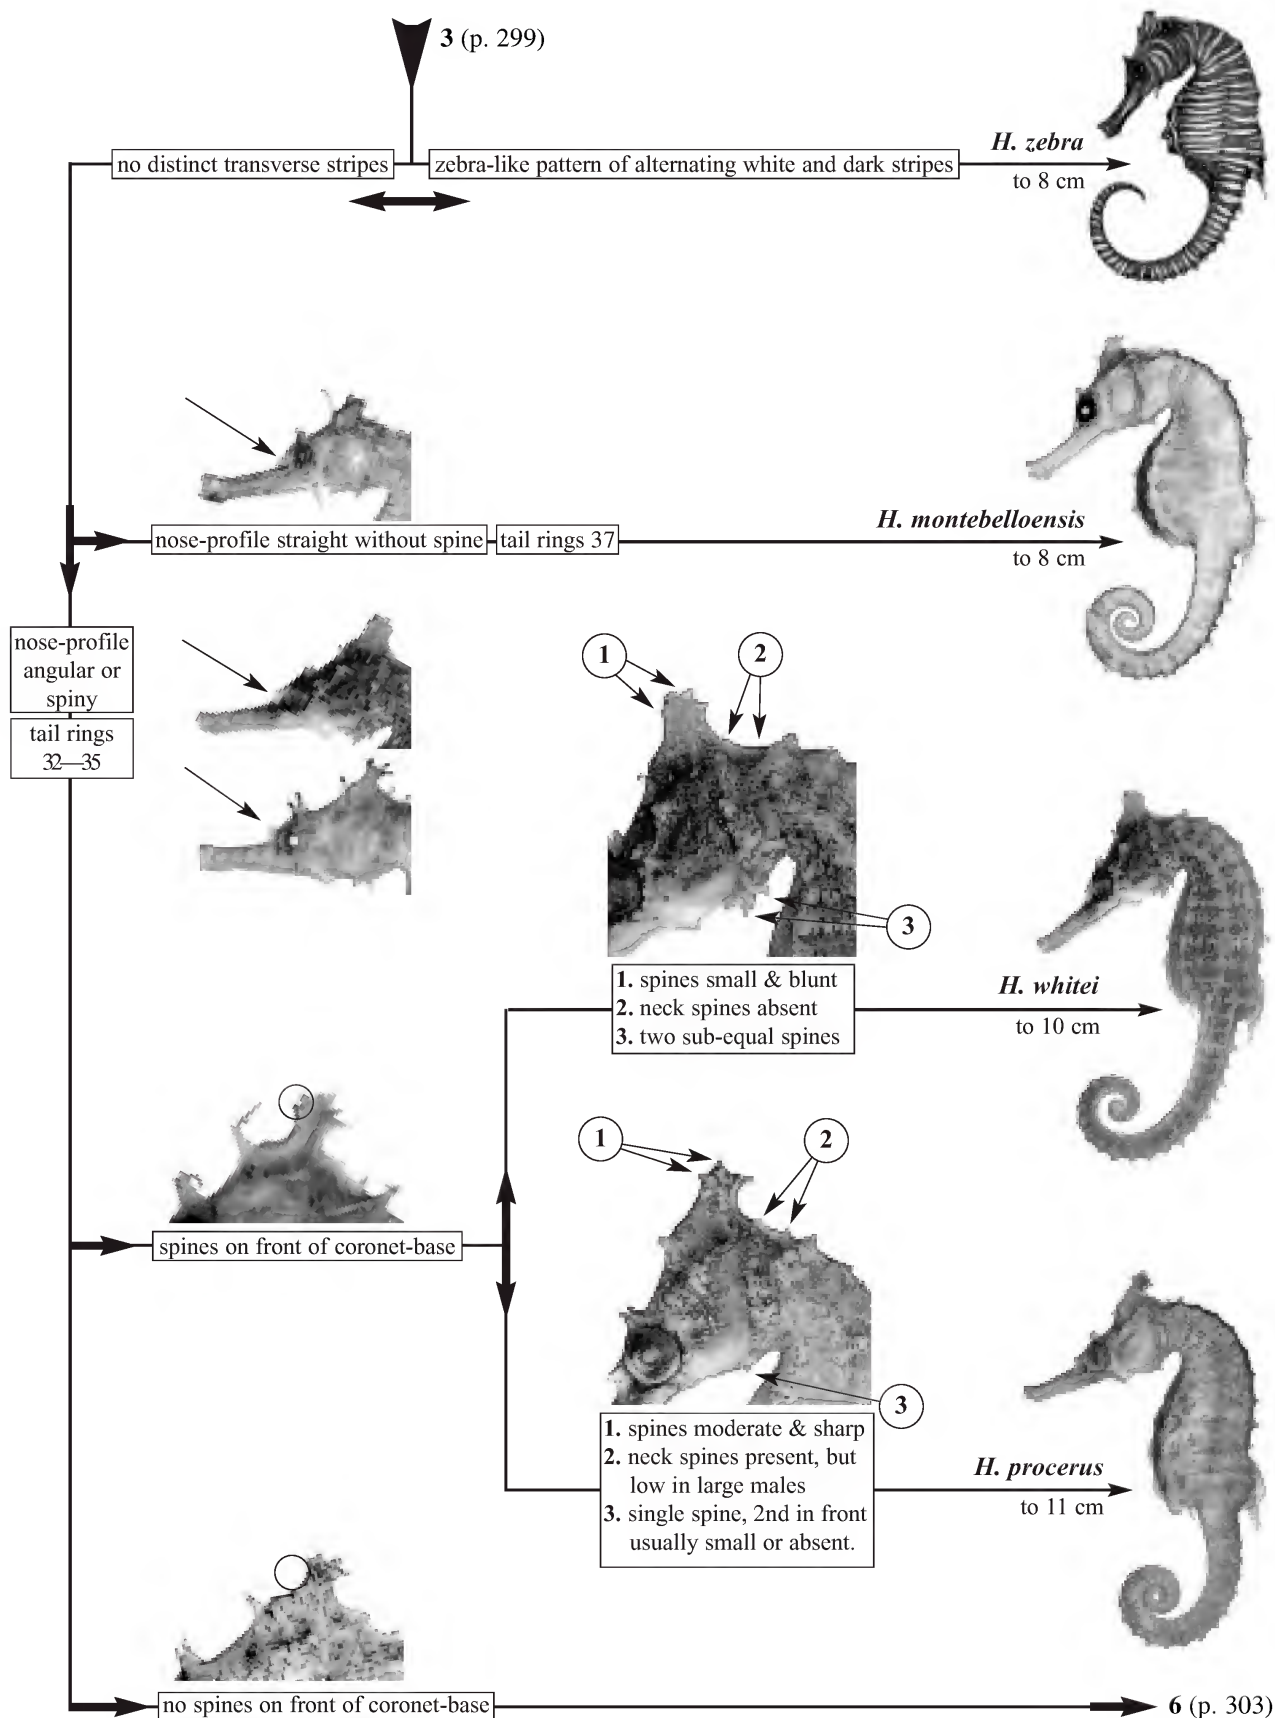 3 (p. 299)
no distinct transverse stripes
zebra-like pattern of alternating white and dark stripes
H. zebra
to 8 cm
nose-profile straight without spine
tail rings 37
H. montebelloensis
to 8 cm
nose-profile
angular or
spiny
tail rings
32—35
1
2
3
1. spines small & blunt
2. neck spines absent
3. two sub-equal spines
H. whitei
to 10 cm
spines on front of coronet-base
1
2
3
1. spines moderate & sharp
2. neck spines present, but
low in large males
3. single spine, 2nd in front
usually small or absent.
H. procerus
to 11 cm
no spines on front of coronet-base
6 (p. 303)